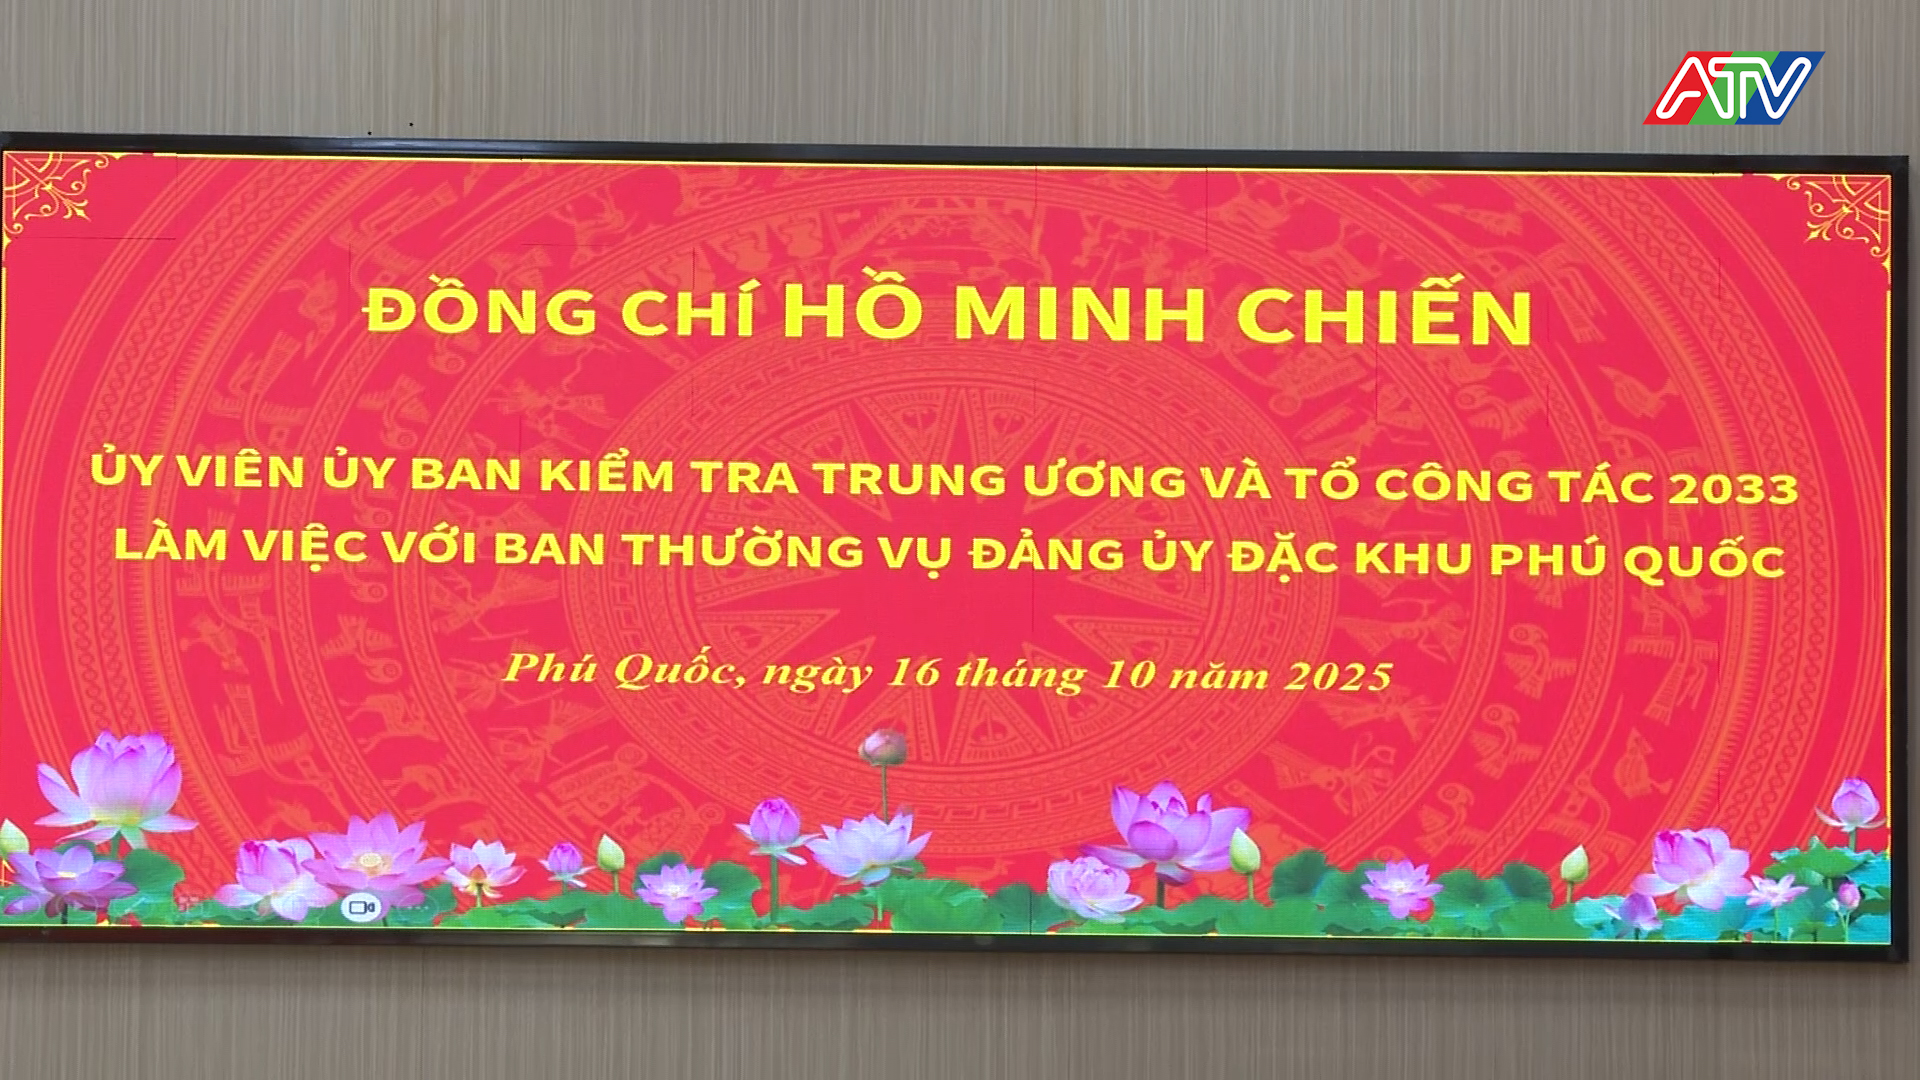 ATV
ĐỒNG CHÍ HỒ MINH CHIẾN
ỦY VIÊN ỦY BAN KIỂM TRA TRUNG ƯƠNG VÀ TỔ CÔNG TÁC 2033
LÀM VIỆC VỚI BAN THƯỜNG VỤ ĐẢNG ỦY ĐẶC KHU PHÚ QUỐC
Phú Quốc, ngày 16 tháng 10 năm 2025